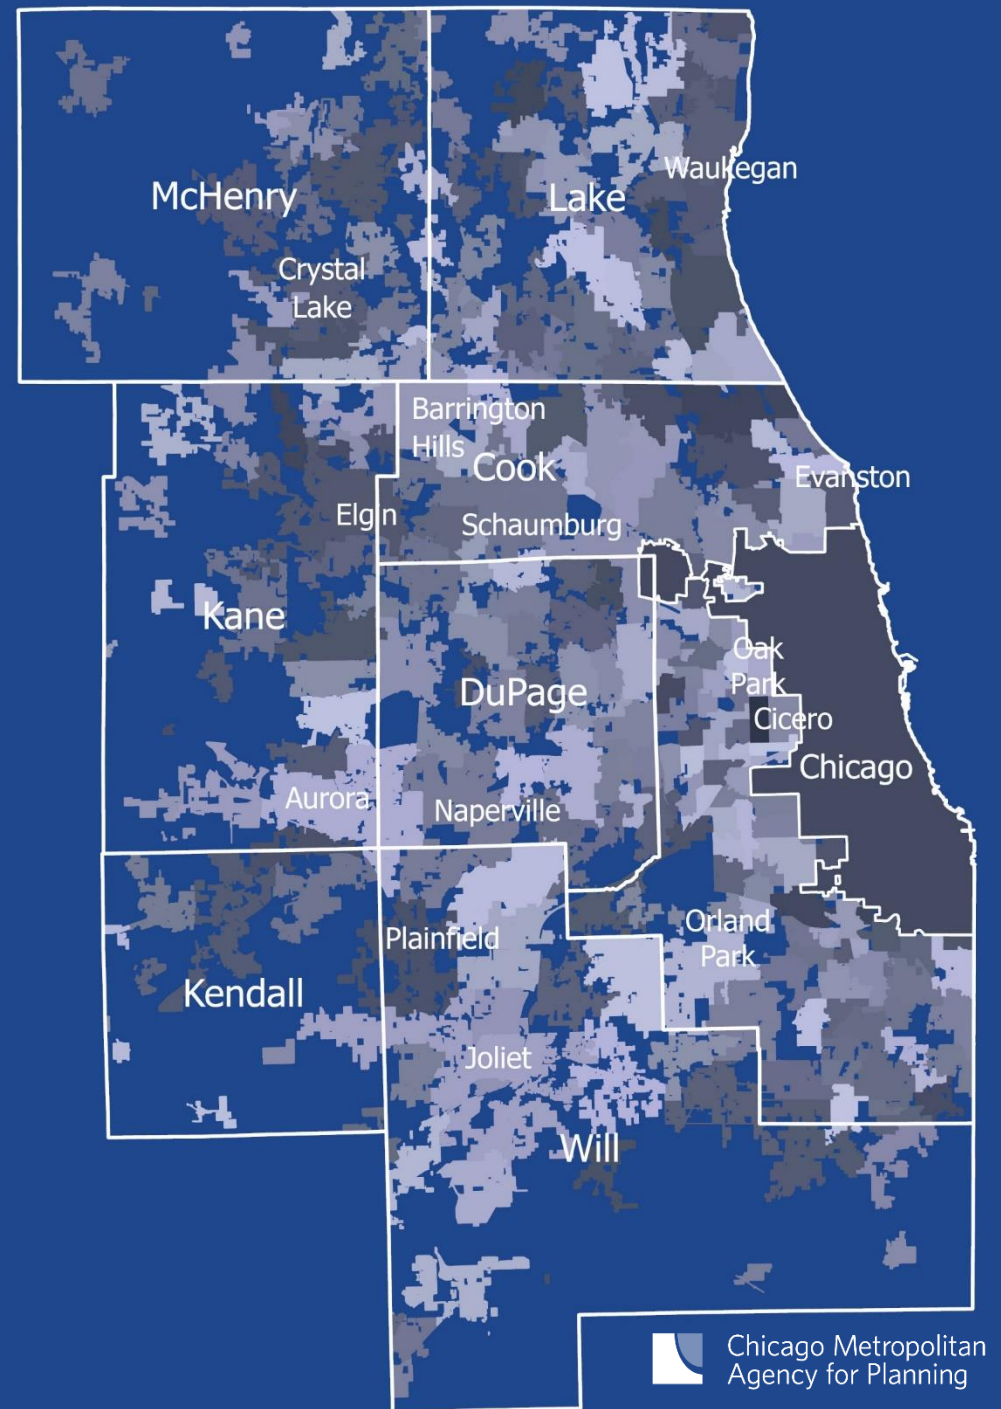 Waukegan
McHenry
Lake
Crystal
Lake
Barrington
Hills
Cook
Evanston
Elgin
Schaumburg
Kane
Oak
Park
DuPage
Cicero
Chicago
Aurora
Naperville
Orland
Park
Plainfield
Kendall
Joliet
Will
Chicago Metropolitan
Agency for Planning